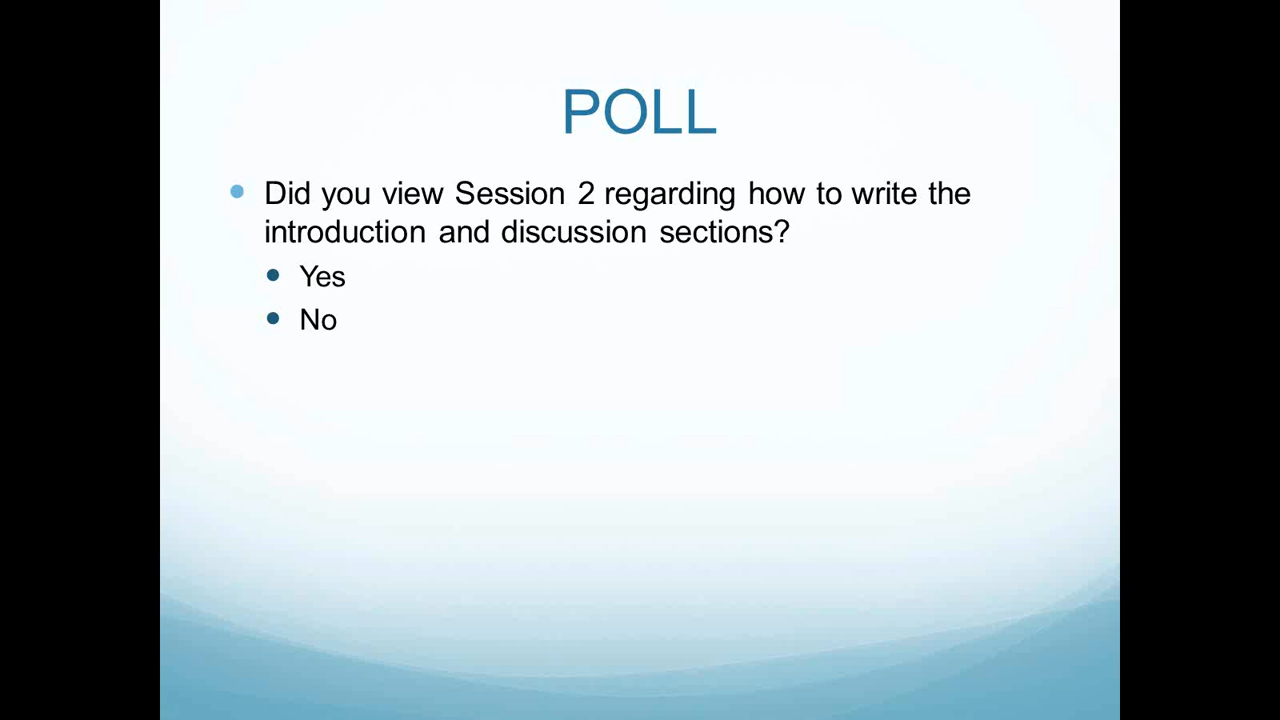 POLL
Did you view Session 2 regarding how to write the
introduction and discussion sections?
Yes
No